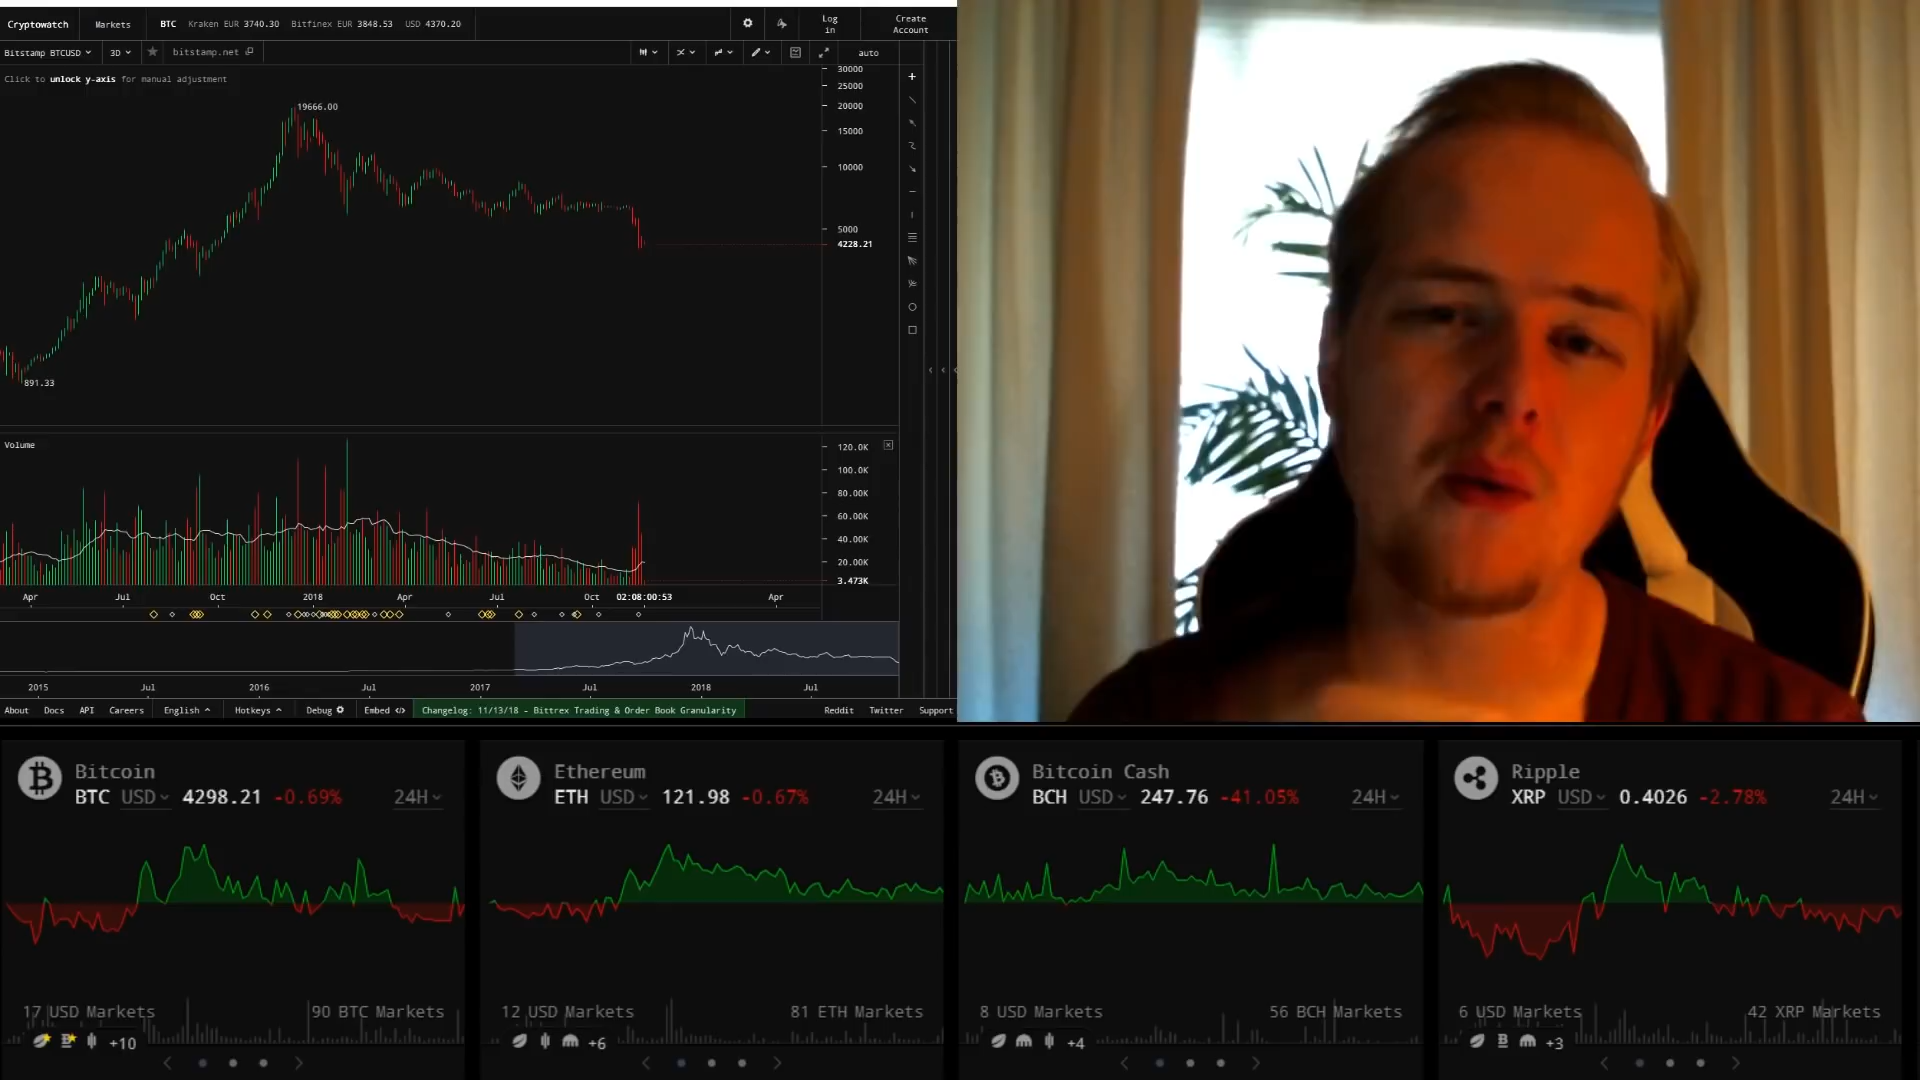 Cryptowatch Markets BTC Kraken EUR 3740.30 Bitfinex EUR 3848.53 USD 4370.20 Log in Create Account
Bitstamp BTCUSD 3D bitstamp.net auto
Click to unlock y-axis for manual adjustment
30000
25000
20000
15000
10000
5000
4228.21
19666.00
891.33
Volume
120.0K
100.0K
80.00K
60.00K
40.00K
20.00K
3.473K
Apr Jul Oct 2018 Apr Jul Oct 02:08:00:53 Apr
2015 Jul 2016 Jul 2017 Jul 2018 Jul
About Docs API Careers English Hotkeys Debug Embed Changelog: 11/13/18 - Bittrex Trading & Order Book Granularity Reddit Twitter Support
Bitcoin
BTC USD 4298.21 -0.69% 24H
17 USD Markets 90 BTC Markets
+10
Ethereum
ETH USD 121.98 -0.67% 24H
12 USD Markets 81 ETH Markets
+6
Bitcoin Cash
BCH USD 247.76 -41.05% 24H
8 USD Markets 56 BCH Markets
+4
Ripple
XRP USD 0.4026 -2.78% 24H
6 USD Markets 42 XRP Markets
+3